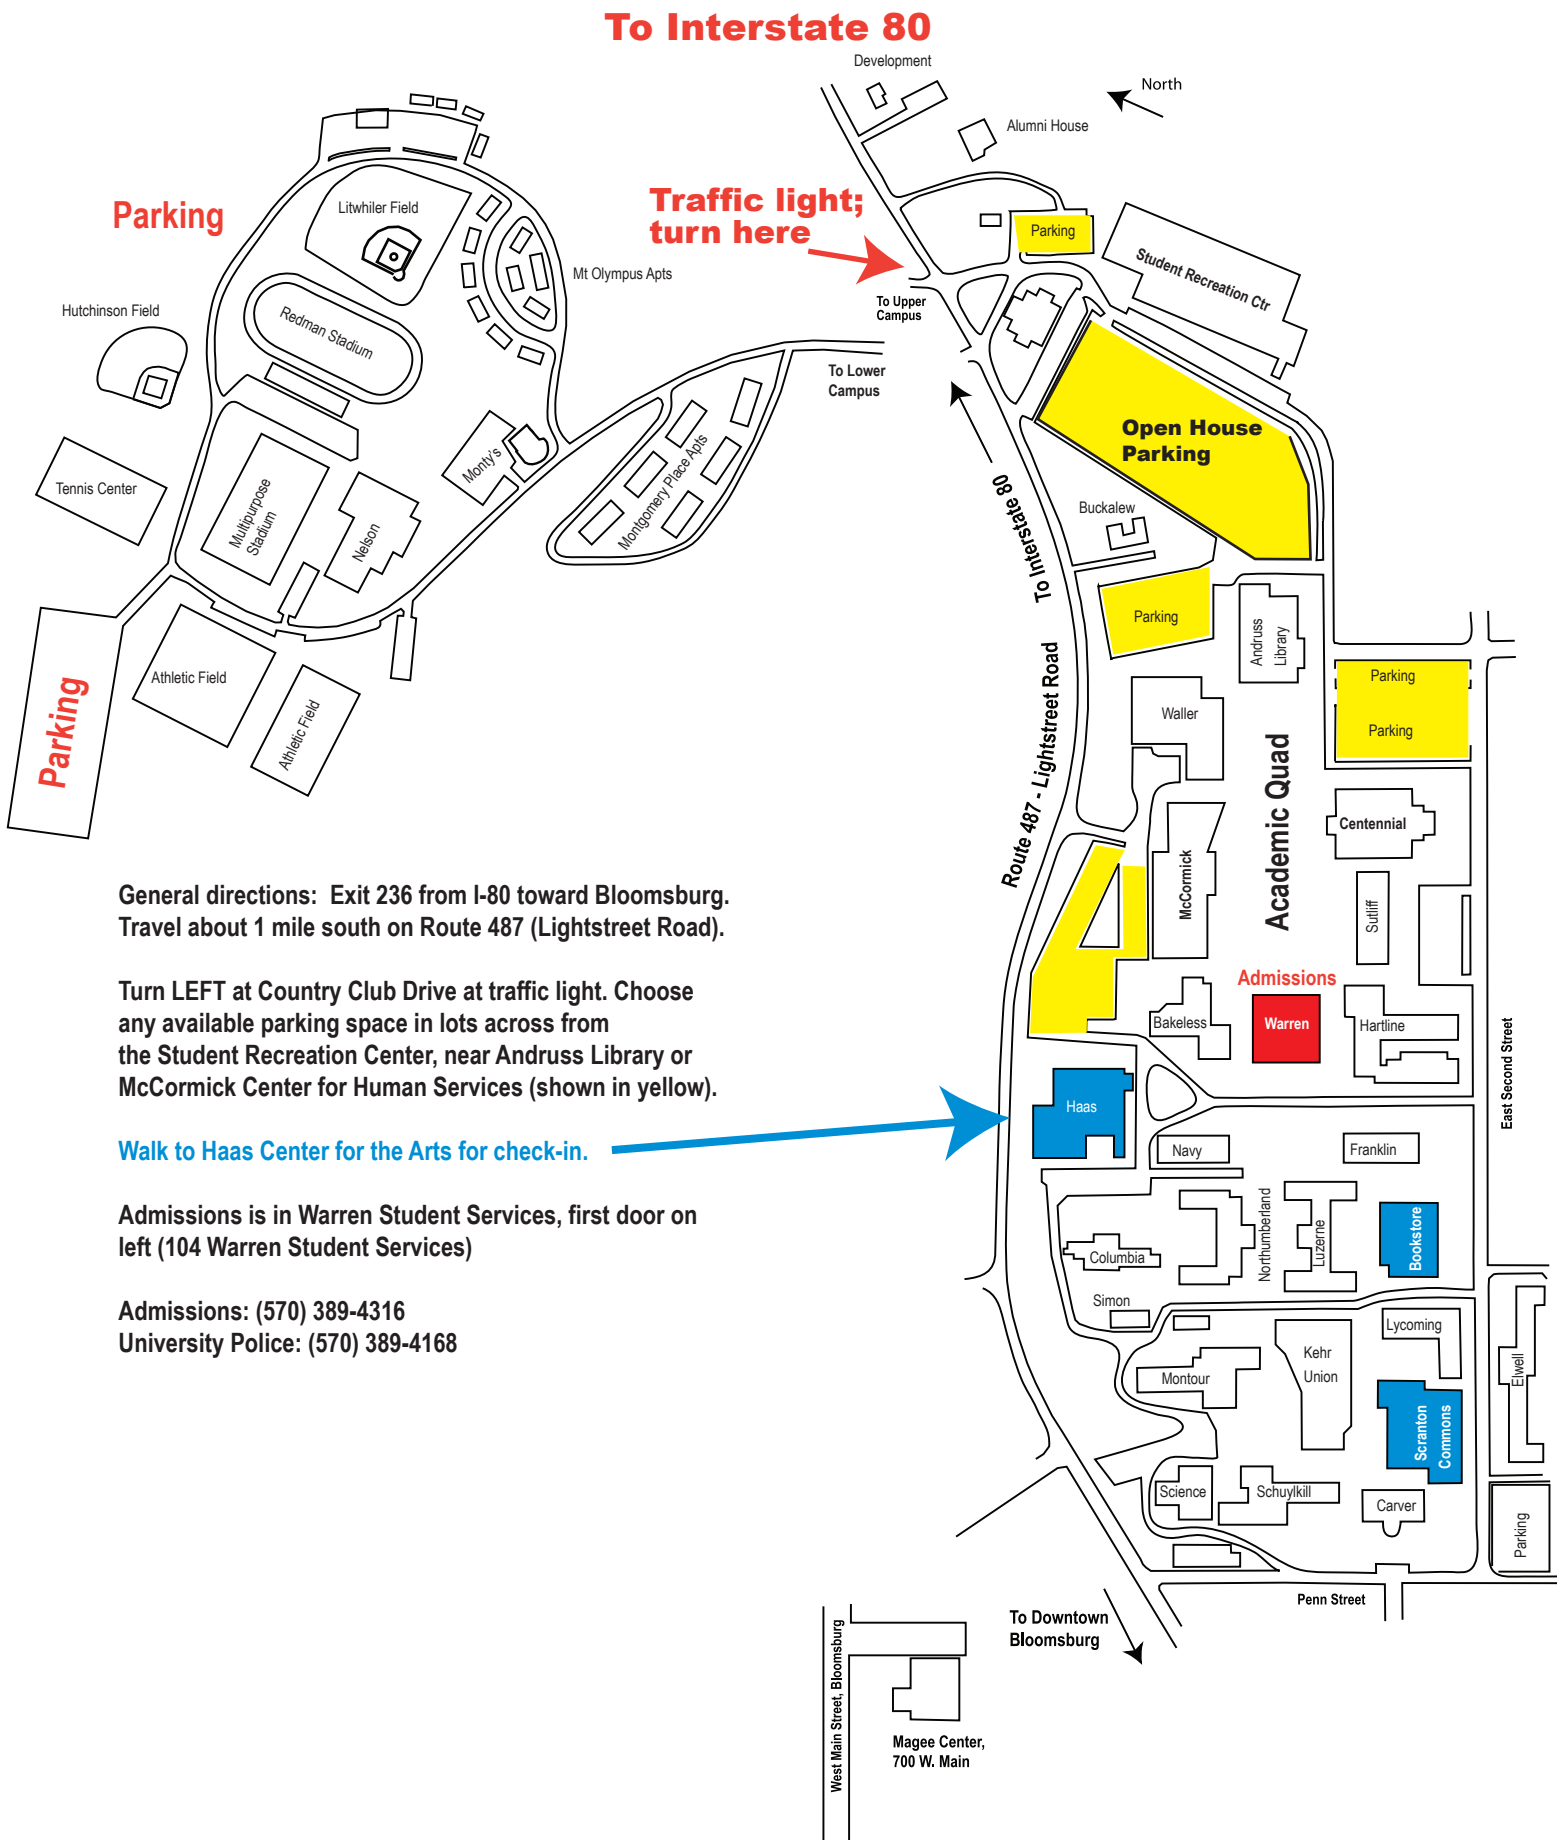 To Interstate 80
Development
North
Alumni House
Traffic light;
turn here
Parking
Student Recreation Ctr
To Upper
Campus
Parking
Litwhiler Field
Mt Olympus Apts
Hutchinson Field
Redman Stadium
To Lower
Campus
Open House
Parking
Monty's
Montgomery Place Apts
Tennis Center
Multipurpose
Stadium
Nelson
To Interstate 80
Buckalew
Parking
Andruss
Library
Athletic Field
Athletic Field
Parking
Route 487 - Lightstreet Road
Waller
Parking
Parking
Academic Quad
Centennial
McCormick
Sutliff
General directions: Exit 236 from I-80 toward Bloomsburg.
Travel about 1 mile south on Route 487 (Lightstreet Road).
Turn LEFT at Country Club Drive at traffic light. Choose
any available parking space in lots across from
the Student Recreation Center, near Andruss Library or
McCormick Center for Human Services (shown in yellow).
Walk to Haas Center for the Arts for check-in.
Admissions is in Warren Student Services, first door on
left (104 Warren Student Services)
Admissions: (570) 389-4316
University Police: (570) 389-4168
Admissions
Bakeless
Warren
Hartline
East Second Street
Haas
Navy
Franklin
Northumberland
Luzerne
Bookstore
Columbia
Simon
Lycoming
Kehr
Union
Montour
Elwell
Scranton
Commons
Science
Schuylkill
Carver
Parking
Penn Street
To Downtown
Bloomsburg
West Main Street, Bloomsburg
Magee Center,
700 W. Main